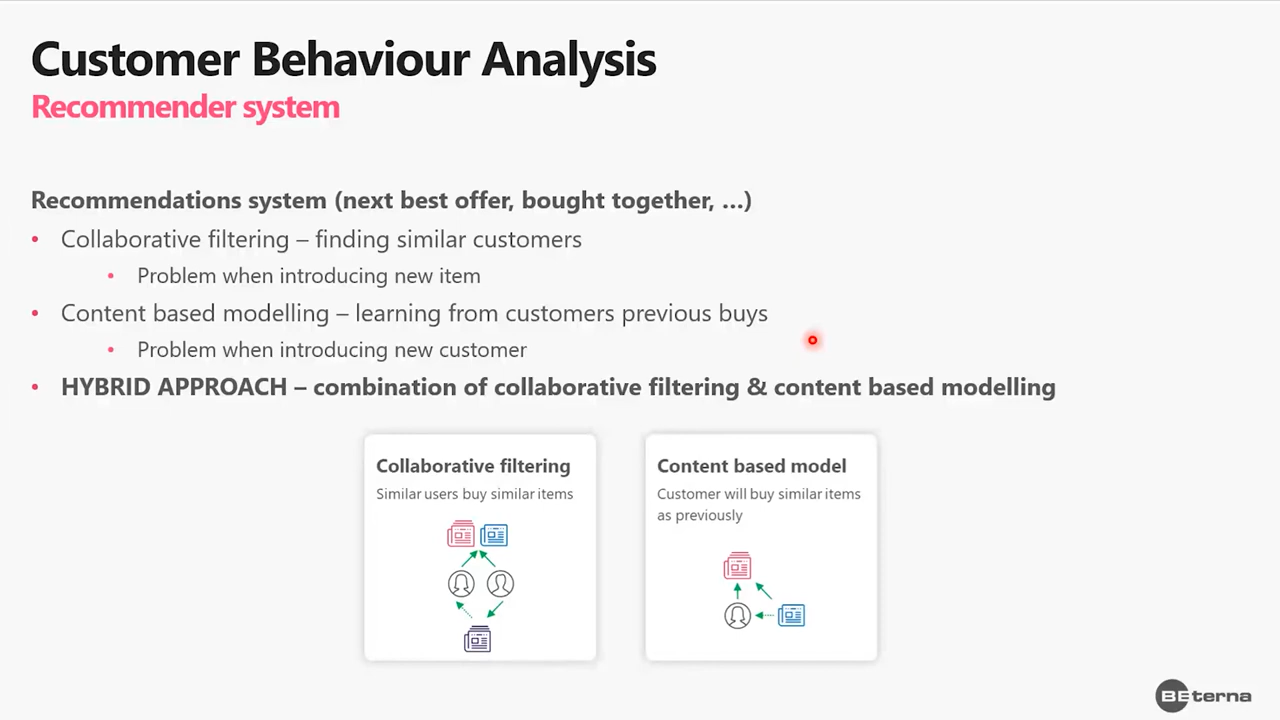 Customer Behaviour Analysis
Recommender system
Recommendations system (next best offer, bought together, ...)
• Collaborative filtering – finding similar customers
• Problem when introducing new item
• Content based modelling – learning from customers previous buys
• Problem when introducing new customer
• HYBRID APPROACH – combination of collaborative filtering & content based modelling
Collaborative filtering
Similar users buy similar items
Content based model
Customer will buy similar items
as previously
BEterna